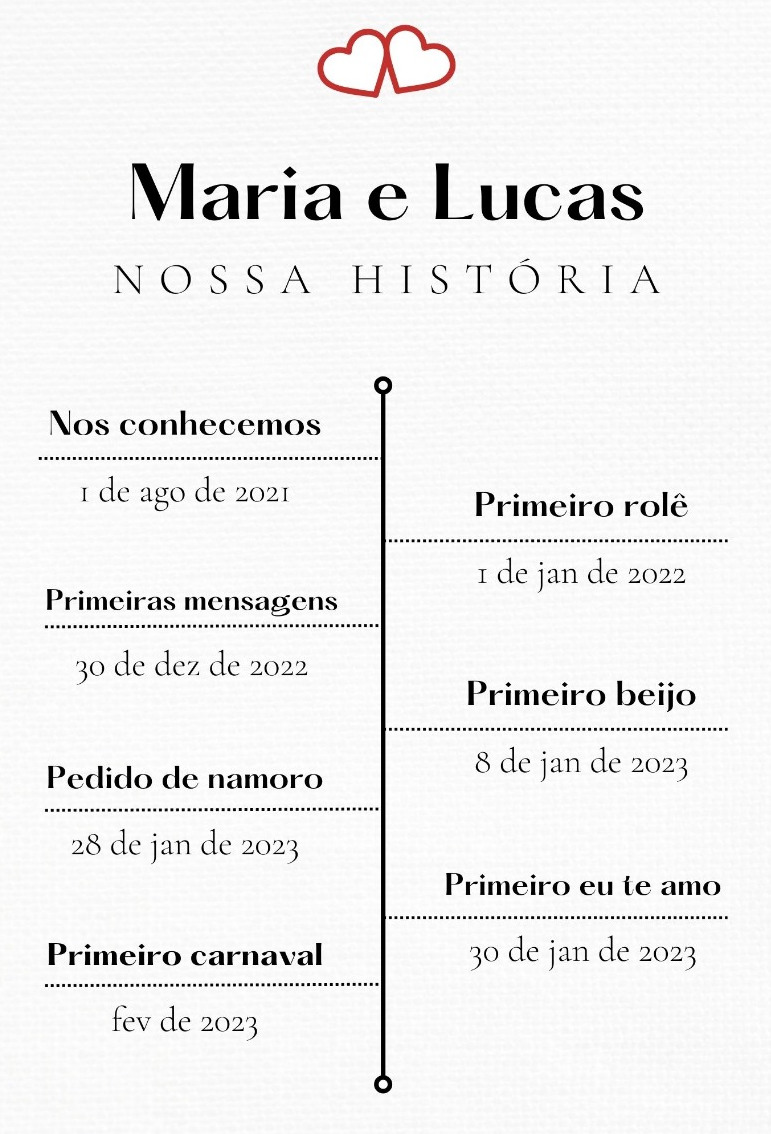 Maria e Lucas
NOSSA HISTÓRIA
Nos conhecemos
1 de ago de 2021
Primeiro rolê
1 de jan de 2022
Primeiras mensagens
30 de dez de 2022
Primeiro beijo
8 de jan de 2023
Pedido de namoro
28 de jan de 2023
Primeiro eu te amo
30 de jan de 2023
Primeiro carnaval
fev de 2023